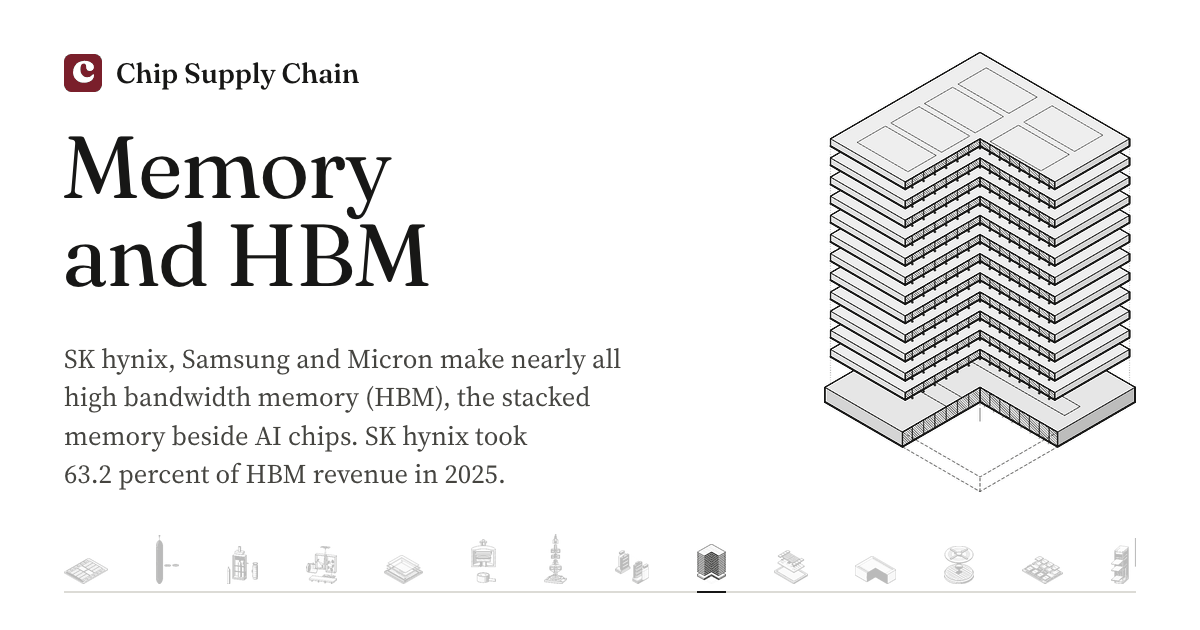 C
Chip Supply Chain
Memory
and HBM
SK hynix, Samsung and Micron make nearly all
high bandwidth memory (HBM), the stacked
memory beside AI chips. SK hynix took
63.2 percent of HBM revenue in 2025.